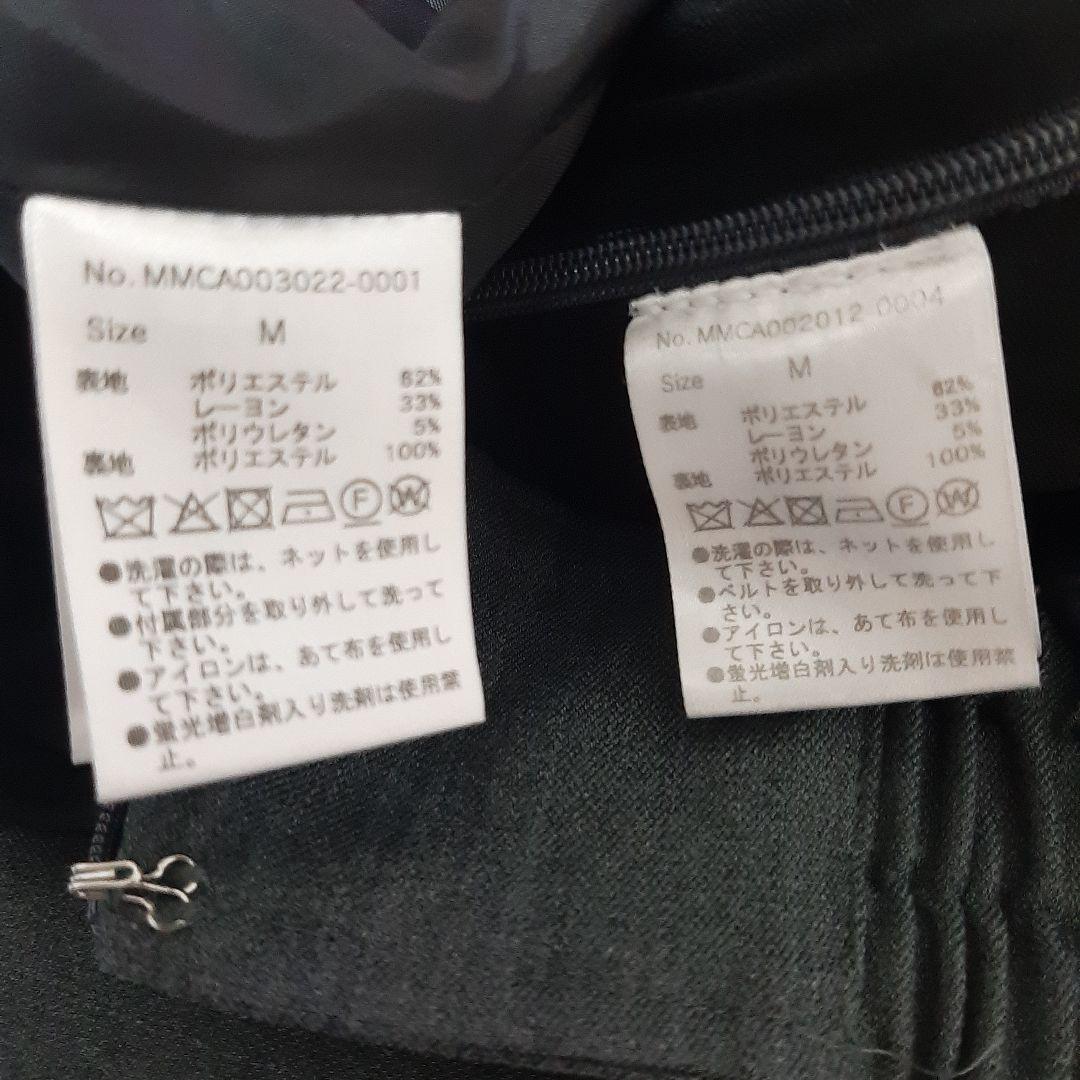 No. MMCA003022-0001
Size M
表地 ポリエステル 62%
レーヨン 33%
ポリウレタン 5%
裏地 ポリエステル 100%
F W
●洗濯の際は、ネットを使用し
て下さい。
●付属部分を取り外して洗って
下さい。
●アイロンは、あて布を使用し
て下さい。
●蛍光増白剤入り洗剤は使用禁
止。
No. MMCA002012-0004
Size M
表地 ポリエステル 62%
レーヨン 33%
ポリウレタン 5%
裏地 ポリエステル 100%
F W
●洗濯の際は、ネットを使用し
て下さい。
●ベルトを取り外して洗って下
さい。
●アイロンは、あて布を使用し
て下さい。
●蛍光増白剤入り洗剤は使用禁
止。